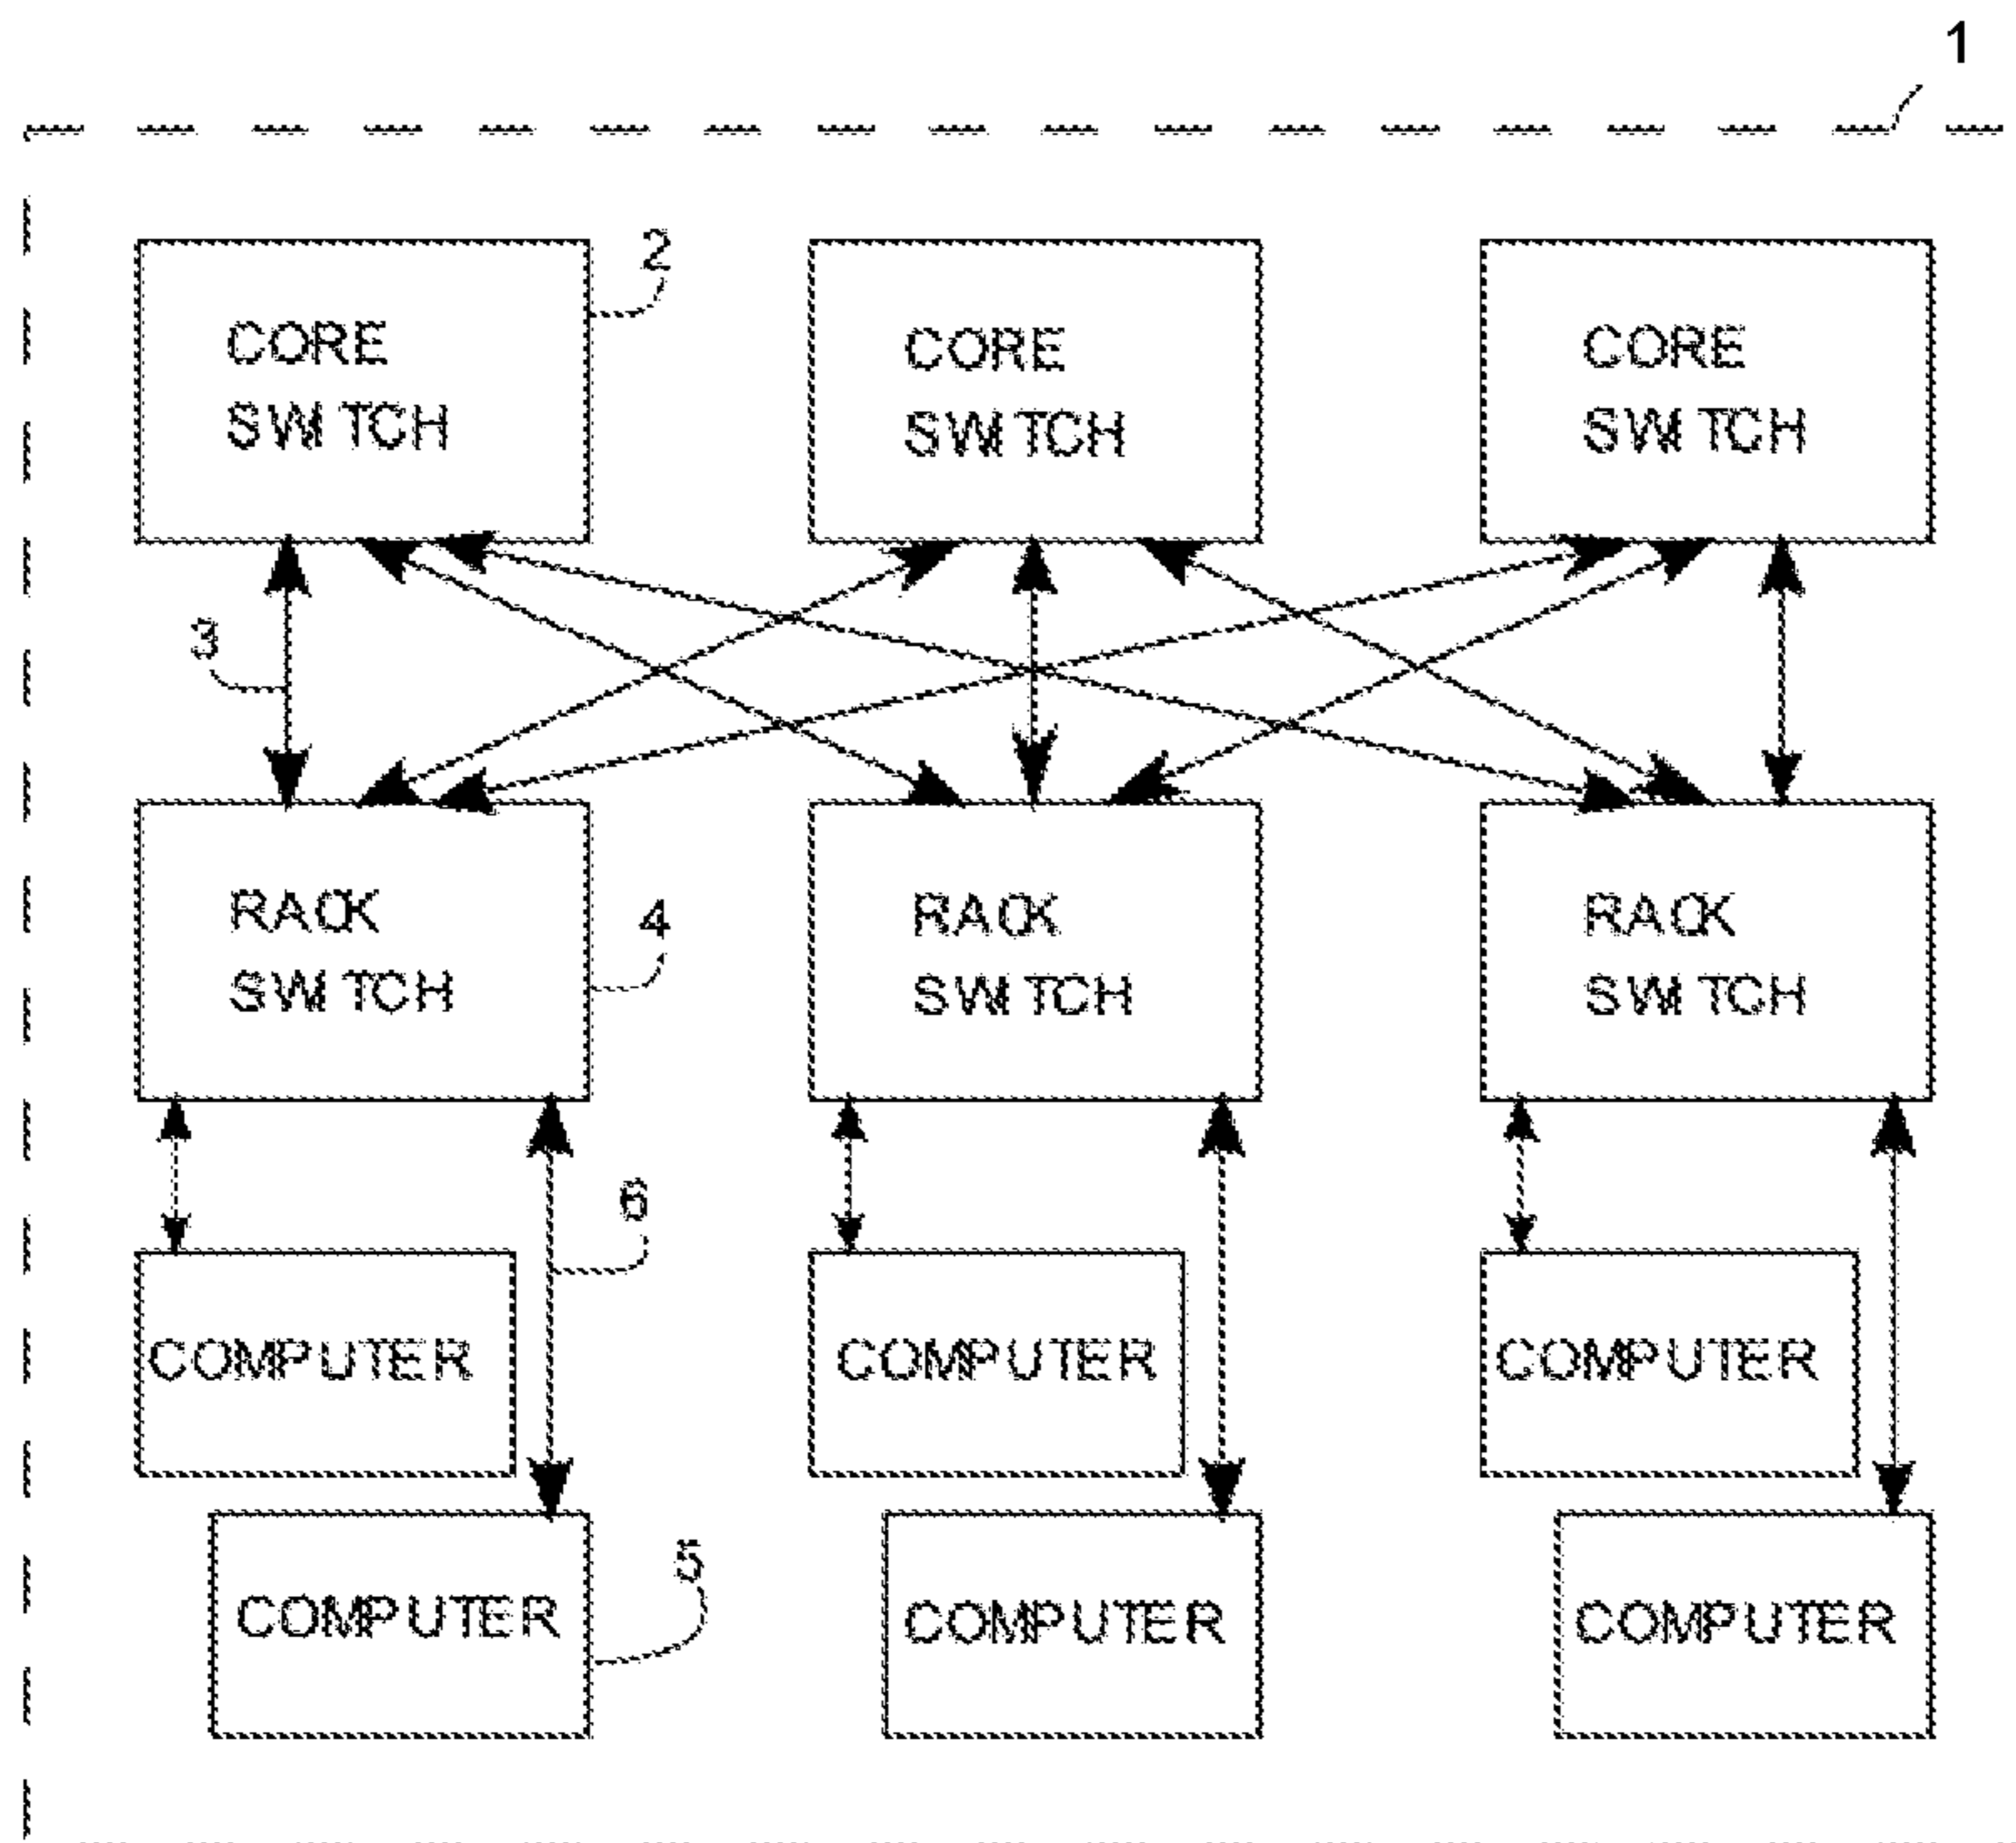 1
2
CORE
SWITCH
CORE
SWITCH
CORE
SWITCH
3
RACK
SWITCH
4
RACK
SWITCH
RACK
SWITCH
6
COMPUTER
COMPUTER
COMPUTER
5
COMPUTER
COMPUTER
COMPUTER